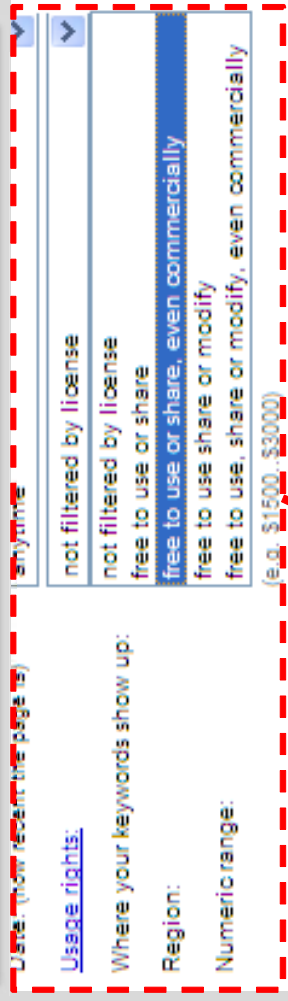 Date: (how recent the page is) anytime
Usage rights: not filtered by license
not filtered by license
Where your keywords show up: free to use or share
free to use or share, even commercially
Region: free to use share or modify
free to use, share or modify, even commercially
Numeric range: (e.g. $1500..$3000)